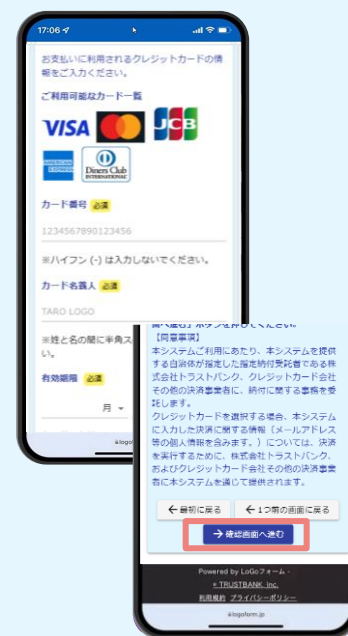 17:06
お支払いに利用されるクレジットカードの情
報をご入力ください。
ご利用可能なカード一覧
VISA
JCB
AMERICAN
EXPRESS
Diners Club
INTERNATIONAL
カード番号 必須
1234567890123456
※ハイフン (-) は入力しないでください。
カード名義人 必須
TARO LOGO
※姓と名の間に半角ス
い。
有効期限 必須
月
logo
間へ進む」ボタンを押してください。
【同意事項】
本システムご利用にあたり、本システムを提供
する自治体が指定した指定納付受託者である株
式会社トラストバンク、クレジットカード会社
その他の決済事業者に、納付に関する事務を委
託します。
クレジットカードを選択する場合、本システム
に入力した決済に関する情報（メールアドレス
等の個人情報を含みます。）については、決済
を実行するために、株式会社トラストバンク、
およびクレジットカード会社その他の決済事業
者に本システムを通じて提供されます。
← 最初に戻る
← 1つ前の画面に戻る
→ 確認画面へ進む
Powered by LoGoフォーム -
© TRUSTBANK, Inc.
利用規約 プライバシーポリシー
logoform.jp